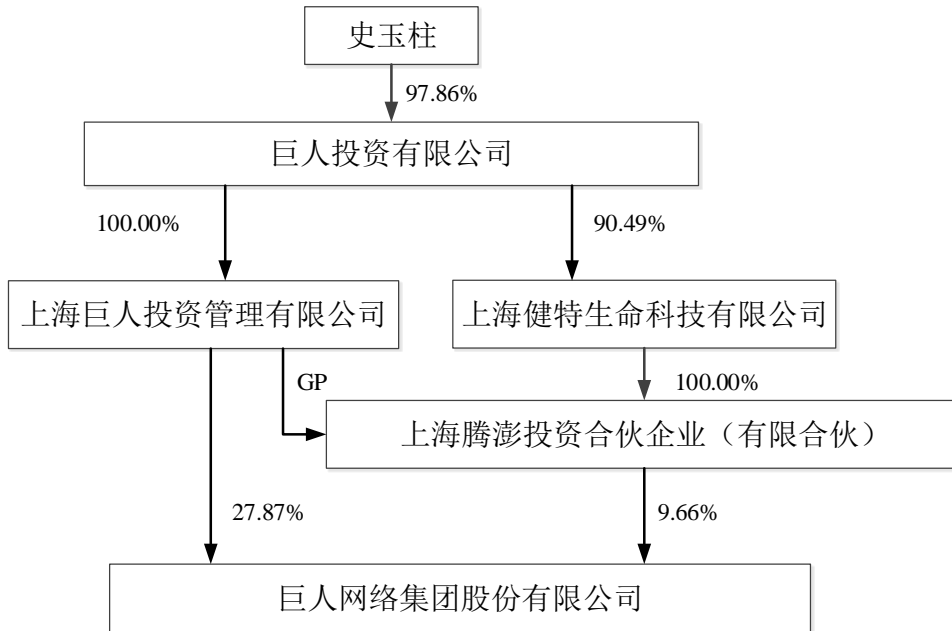 史玉柱
97.86%
巨人投资有限公司
100.00%
90.49%
上海巨人投资管理有限公司
上海健特生命科技有限公司
GP
100.00%
上海腾澎投资合伙企业（有限合伙）
27.87%
9.66%
巨人网络集团股份有限公司